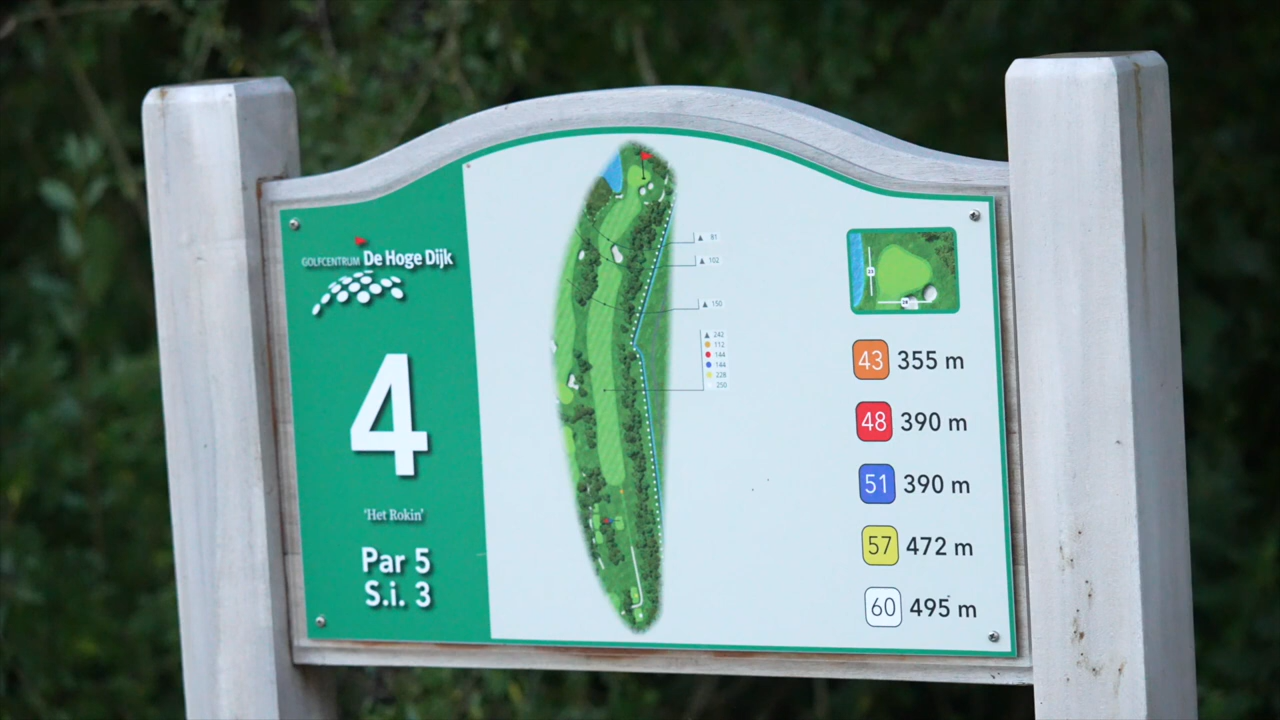 GOLFCENTRUM De Hoge Dijk
4
'Het Rokin'
Par 5
S.i. 3
81
102
150
242
112
144
144
228
250
43 355 m
48 390 m
51 390 m
57 472 m
60 495 m